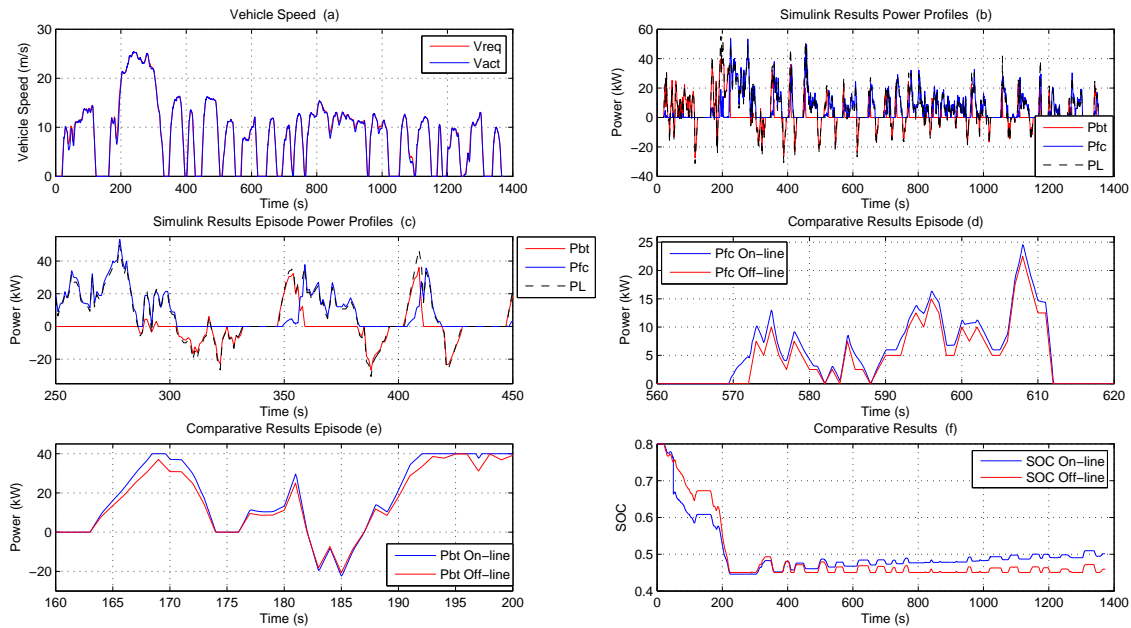 Vehicle Speed (a)
Vehicle Speed (m/s)
30
20
10
0
Vreq
Vact
0 200 400 600 800 1000 1200 1400
Time (s)
Simulink Results Power Profiles (b)
Power (kW)
60
40
20
0
−20
−40
Pbt
Pfc
PL
0 200 400 600 800 1000 1200 1400
Time (s)
Simulink Results Episode Power Profiles (c)
Power (kW)
40
20
0
−20
Pbt
Pfc
PL
250 300 350 400 450
Time (s)
Comparative Results Episode (d)
Power (kW)
25
20
15
10
5
0
Pfc On−line
Pfc Off−line
560 570 580 590 600 610 620
Time (s)
Comparative Results Episode (e)
Power (kW)
40
20
0
−20
Pbt On−line
Pbt Off−line
160 165 170 175 180 185 190 195 200
Time (s)
Comparative Results (f)
SOC
0.8
0.7
0.6
0.5
0.4
SOC On−line
SOC Off−line
0 200 400 600 800 1000 1200 1400
Time (s)